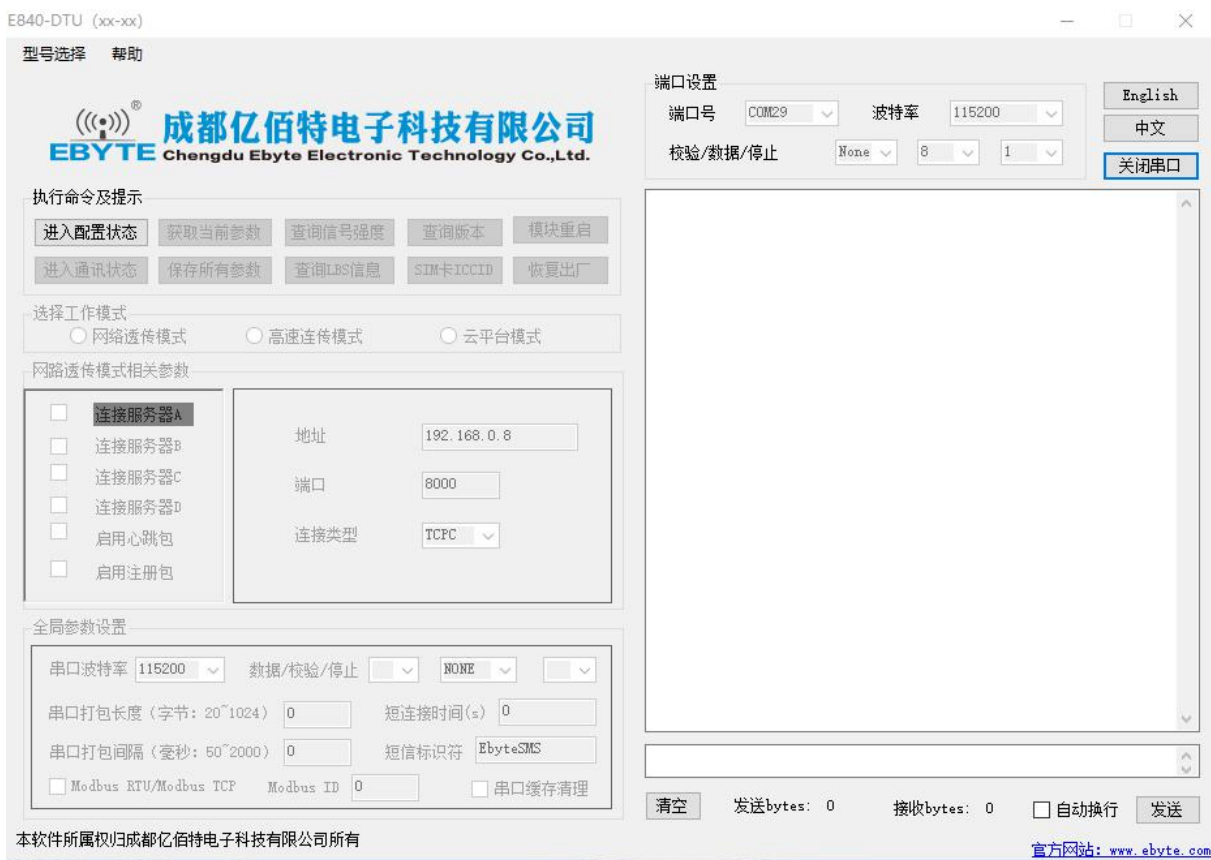 E840-DTU (xx-xx)
型号选择 帮助
EBYTE ®
成都亿佰特电子科技有限公司
Chengdu Ebyte Electronic Technology Co.,Ltd.
端口设置
端口号 COM29 波特率 115200
校验/数据/停止 None 8 1
English
中文
关闭串口
执行命令及提示
进入配置状态 获取当前参数 查询信号强度 查询版本 模块重启
进入通讯状态 保存所有参数 查询LBS信息 SIM卡ICCID 恢复出厂
选择工作模式
网络透传模式 高速连传模式 云平台模式
网路透传模式相关参数
连接服务器A
连接服务器B
连接服务器C
连接服务器D
启用心跳包
启用注册包
地址 192.168.0.8
端口 8000
连接类型 TCPC
全局参数设置
串口波特率 115200 数据/校验/停止 NONE
串口打包长度(字节: 20~1024) 0 短连接时间(s) 0
串口打包间隔(毫秒: 50~2000) 0 短信标识符 EbyteSMS
Modbus RTU/Modbus TCP Modbus ID 0 串口缓存清理
清空 发送bytes: 0 接收bytes: 0 自动换行 发送
本软件所属权归成都亿佰特电子科技有限公司所有
官方网站: www.ebyte.com